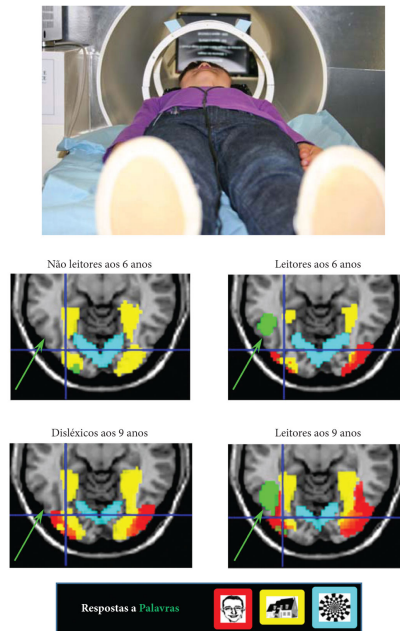 Não leitores aos 6 anos
Leitores aos 6 anos
Disléxicos aos 9 anos
Leitores aos 9 anos
Respostas a Palavras